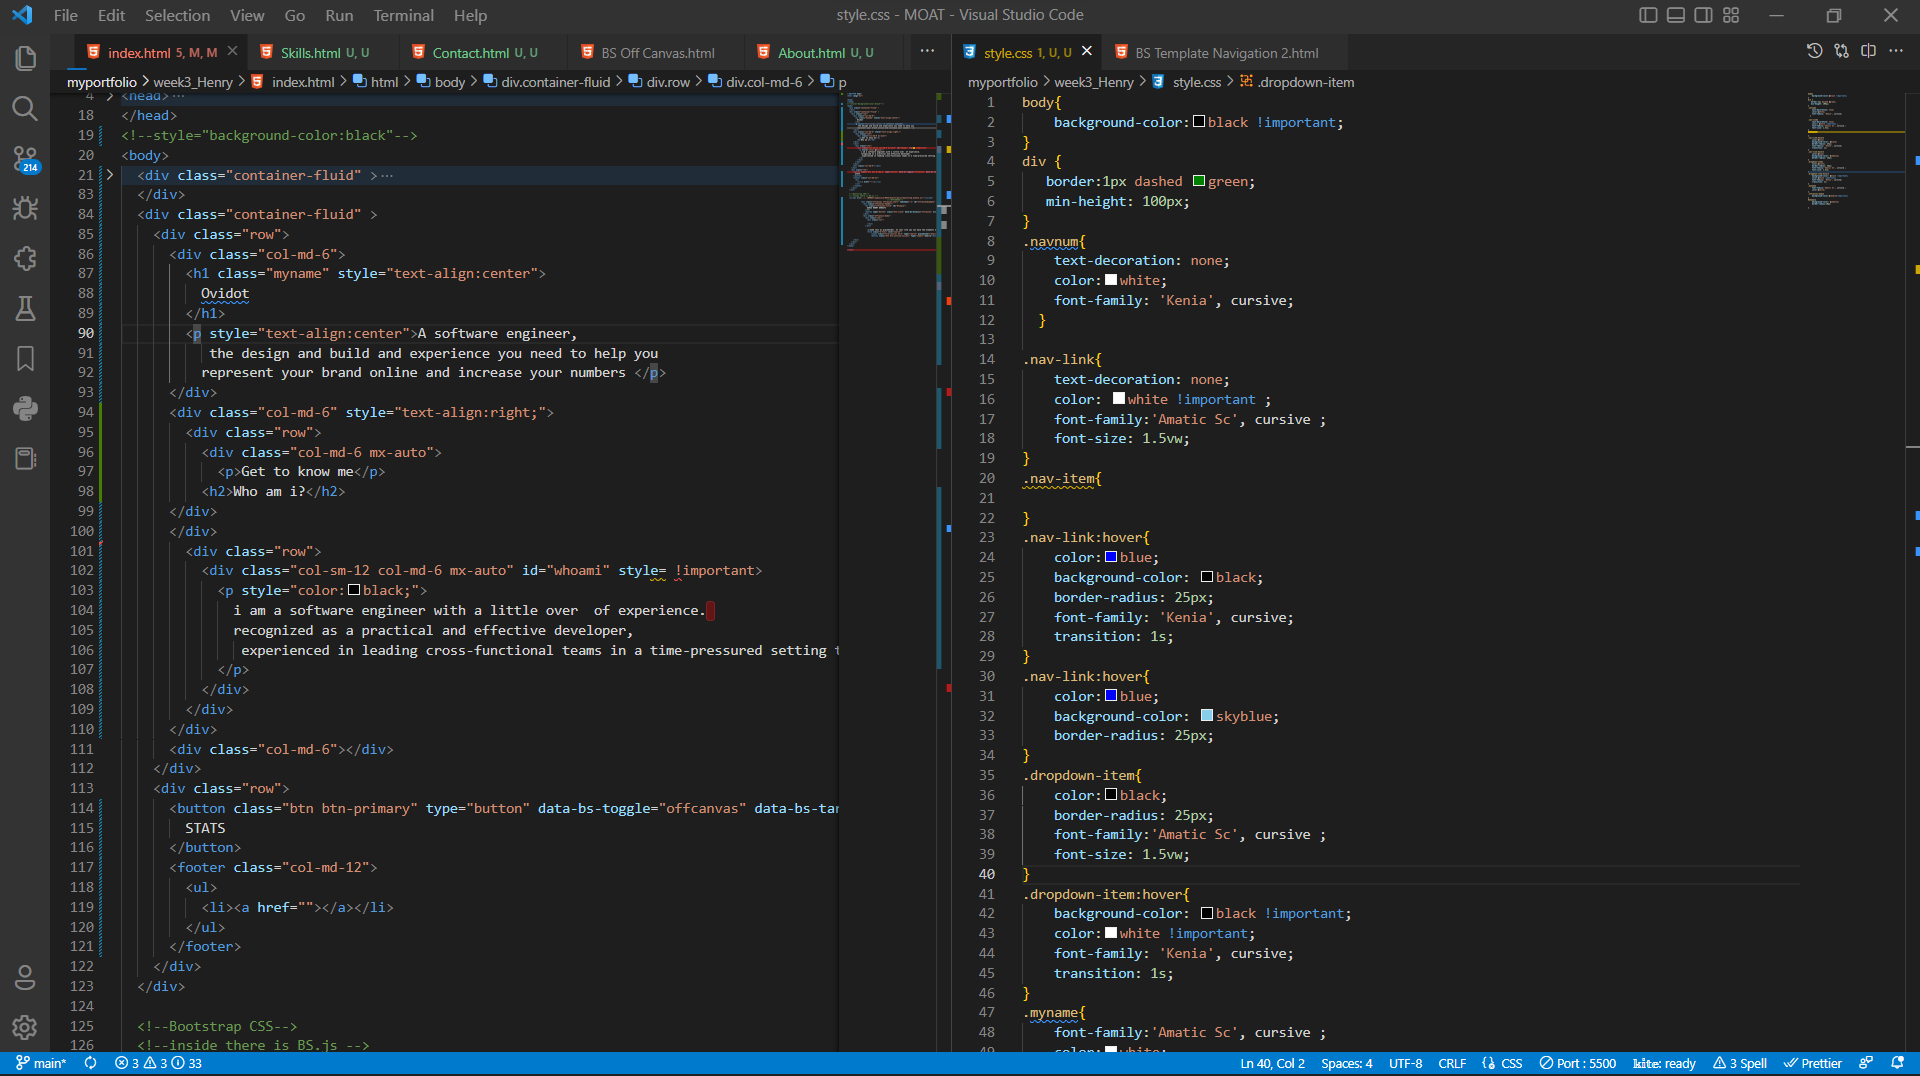 File Edit Selection View Go Run Terminal Help
style.css - MOAT - Visual Studio Code
index.html 5, M, M
Skills.html U, U
Contact.html U, U
BS Off Canvas.html
About.html U, U
style.css 1, U, U
BS Template Navigation 2.html
myportfolio > week3_Henry > index.html > html > body > div.container-fluid > div.row > div.col-md-6 > p
4 <head>···
18 </head>
19 <!--style="background-color:black"-->
20 <body>
21 <div class="container-fluid" >···
83 </div>
84 <div class="container-fluid" >
85 <div class="row">
86 <div class="col-md-6">
87 <h1 class="myname" style="text-align:center">
88 Ovidot
89 </h1>
90 <p style="text-align:center">A software engineer,
91 the design and build and experience you need to help you
92 represent your brand online and increase your numbers </p>
93 </div>
94 <div class="col-md-6" style="text-align:right;">
95 <div class="row">
96 <div class="col-md-6 mx-auto">
97 <p>Get to know me</p>
98 <h2>Who am i?</h2>
99 </div>
100 </div>
101 <div class="row">
102 <div class="col-sm-12 col-md-6 mx-auto" id="whoami" style= !important>
103 <p style="color:black;">
104 i am a software engineer with a little over  of experience.
105 recognized as a practical and effective developer,
106 experienced in leading cross-functional teams in a time-pressured setting t
107 </p>
108 </div>
109 </div>
110 </div>
111 <div class="col-md-6"></div>
112 </div>
113 <div class="row">
114 <button class="btn btn-primary" type="button" data-bs-toggle="offcanvas" data-bs-tar
115 STATS
116 </button>
117 <footer class="col-md-12">
118 <ul>
119 <li><a href=""></a></li>
120 </ul>
121 </footer>
122 </div>
123 </div>
124
125 <!--Bootstrap CSS-->
126 <!--inside there is BS.js -->
myportfolio > week3_Henry > style.css > .dropdown-item
1 body{
2 background-color:black !important;
3 }
4 div {
5 border:1px dashed green;
6 min-height: 100px;
7 }
8 .navnum{
9 text-decoration: none;
10 color:white;
11 font-family: 'Kenia', cursive;
12 }
13
14 .nav-link{
15 text-decoration: none;
16 color: white !important ;
17 font-family:'Amatic Sc', cursive ;
18 font-size: 1.5vw;
19 }
20 .nav-item{
21
22 }
23 .nav-link:hover{
24 color:blue;
25 background-color: black;
26 border-radius: 25px;
27 font-family: 'Kenia', cursive;
28 transition: 1s;
29 }
30 .nav-link:hover{
31 color:blue;
32 background-color: skyblue;
33 border-radius: 25px;
34 }
35 .dropdown-item{
36 color:black;
37 border-radius: 25px;
38 font-family:'Amatic Sc', cursive ;
39 font-size: 1.5vw;
40 }
41 .dropdown-item:hover{
42 background-color: black !important;
43 color:white !important;
44 font-family: 'Kenia', cursive;
45 transition: 1s;
46 }
47 .myname{
48 font-family:'Amatic Sc', cursive ;
49 color:white;
214
main* 3 3 33
Ln 40, Col 2 Spaces: 4 UTF-8 CRLF CSS Port : 5500 kite: ready 3 Spell Prettier